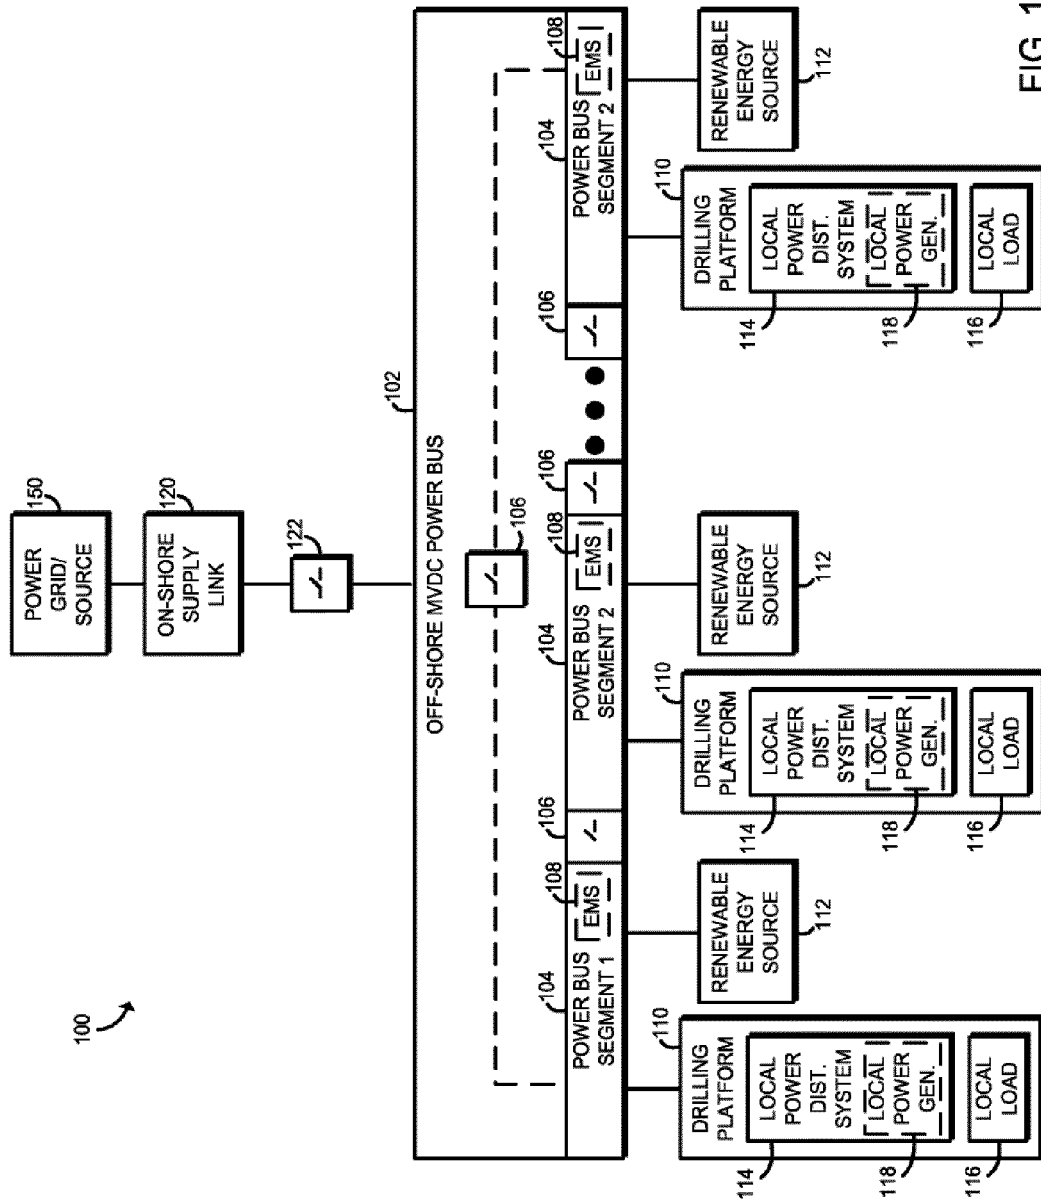 100
POWER
GRID/
SOURCE
150
ON-SHORE
SUPPLY
LINK
120
122
102
OFF-SHORE MVDC POWER BUS
106
104
POWER BUS
SEGMENT 1
108
EMS
106
104
POWER BUS
SEGMENT 2
108
EMS
106
106
104
POWER BUS
SEGMENT 2
108
EMS
110
DRILLING
PLATFORM
LOCAL
POWER
DIST.
SYSTEM
LOCAL
POWER
GEN.
LOCAL
LOAD
114
118
116
RENEWABLE
ENERGY
SOURCE
112
110
DRILLING
PLATFORM
LOCAL
POWER
DIST.
SYSTEM
LOCAL
POWER
GEN.
LOCAL
LOAD
114
118
116
RENEWABLE
ENERGY
SOURCE
112
110
DRILLING
PLATFORM
LOCAL
POWER
DIST.
SYSTEM
LOCAL
POWER
GEN.
LOCAL
LOAD
114
118
116
RENEWABLE
ENERGY
SOURCE
112
FIG. 1